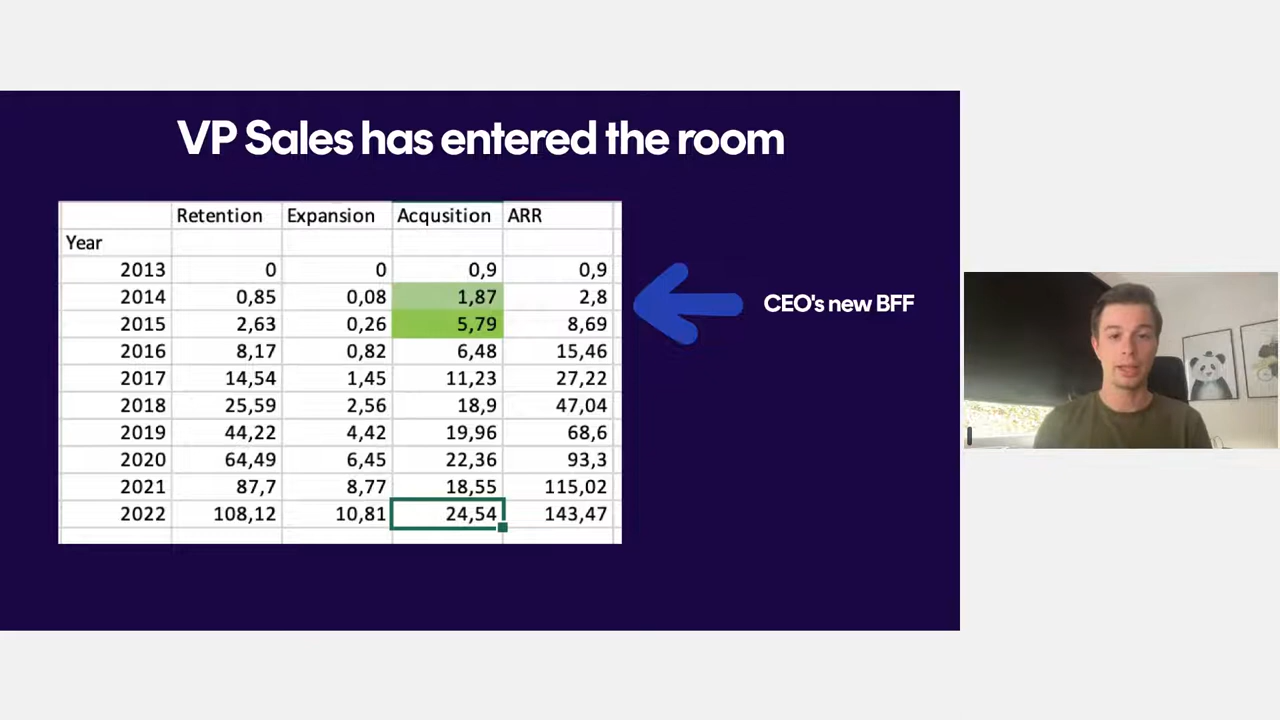 VP Sales has entered the room
Retention Expansion Acqusition ARR
Year
2013 0 0 0,9 0,9
2014 0,85 0,08 1,87 2,8
2015 2,63 0,26 5,79 8,69
2016 8,17 0,82 6,48 15,46
2017 14,54 1,45 11,23 27,22
2018 25,59 2,56 18,9 47,04
2019 44,22 4,42 19,96 68,6
2020 64,49 6,45 22,36 93,3
2021 87,7 8,77 18,55 115,02
2022 108,12 10,81 24,54 143,47
CEO's new BFF